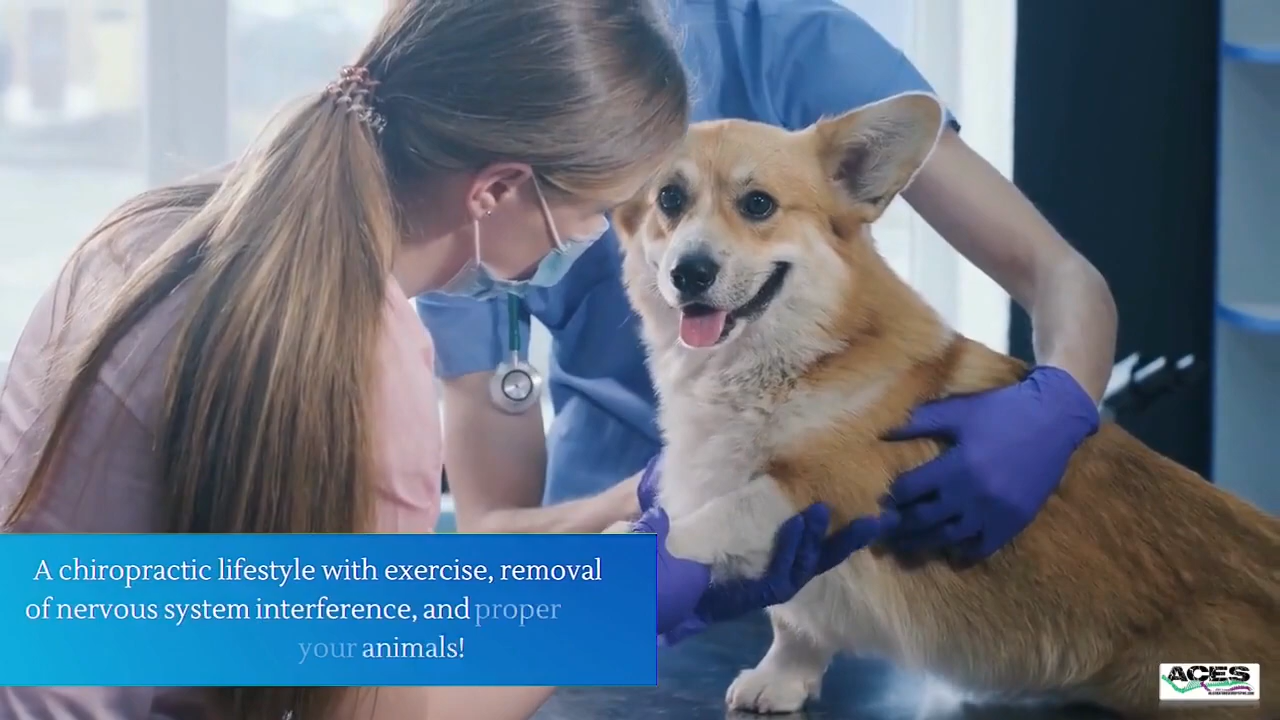 A chiropractic lifestyle with exercise, removal
of nervous system interference, and proper
your animals!
ACES